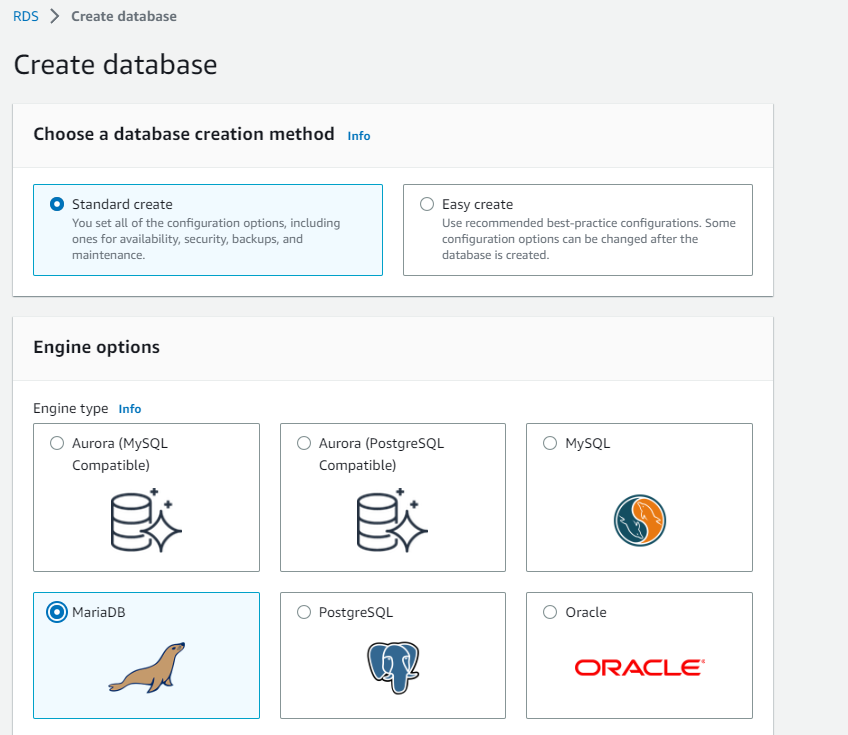 RDS > Create database
Create database
Choose a database creation method Info
Standard create
You set all of the configuration options, including
ones for availability, security, backups, and
maintenance.
Easy create
Use recommended best-practice configurations. Some
configuration options can be changed after the
database is created.
Engine options
Engine type Info
Aurora (MySQL
Compatible)
Aurora (PostgreSQL
Compatible)
MySQL
MariaDB
PostgreSQL
Oracle
ORACLE®